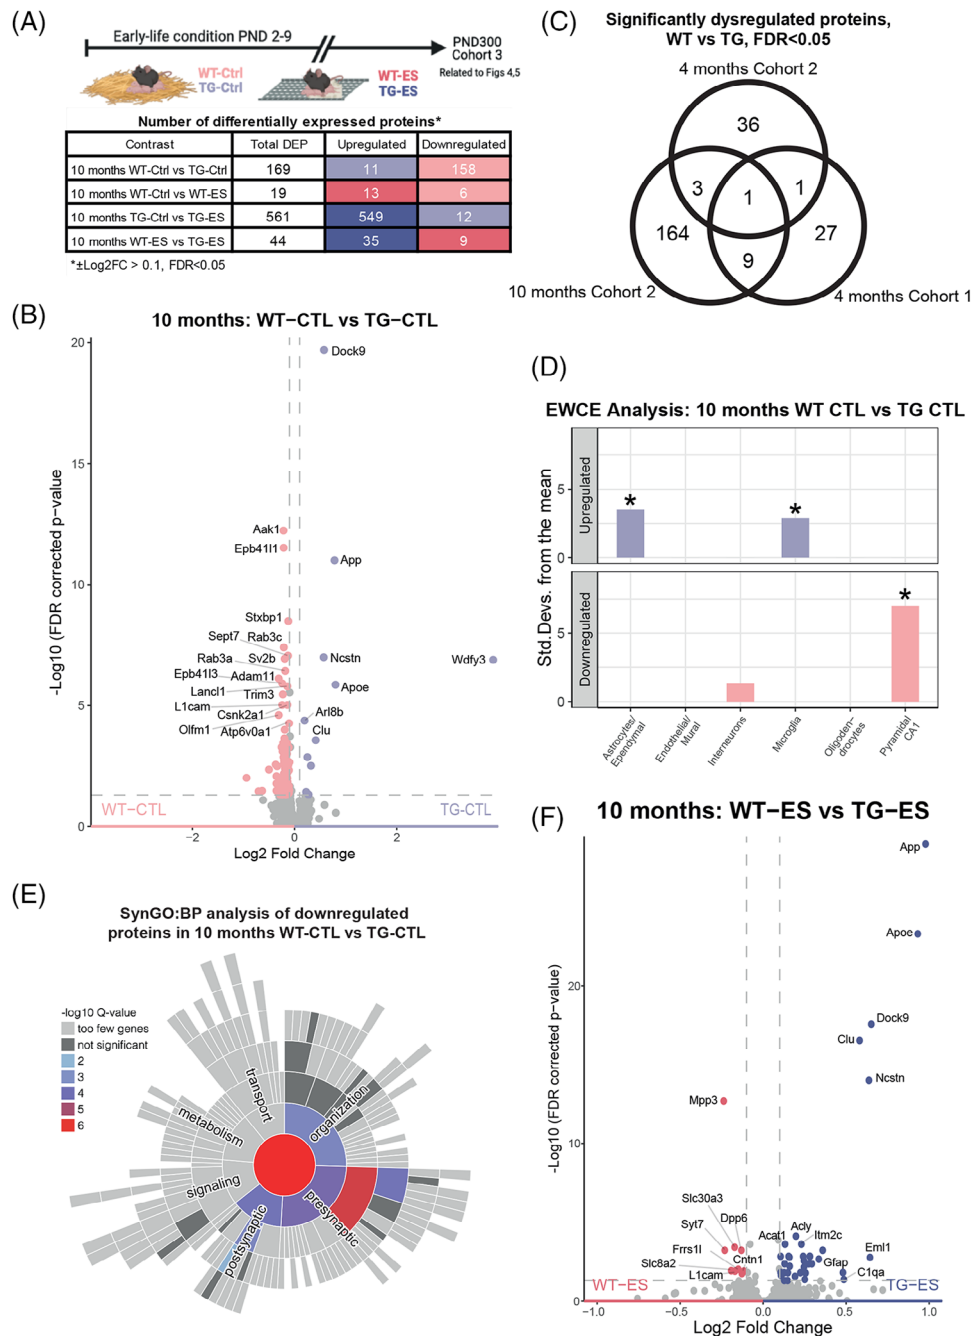 (A)
Early-life condition PND 2-9
PND300
Cohort 3
Related to Figs 4,5
WT-Ctrl
TG-Ctrl
WT-ES
TG-ES
Number of differentially expressed proteins*
Contrast Total DEP Upregulated Downregulated
10 months WT-Ctrl vs TG-Ctrl 169 11 158
10 months WT-Ctrl vs WT-ES 19 13 6
10 months TG-Ctrl vs TG-ES 561 549 12
10 months WT-ES vs TG-ES 44 35 9
*±Log2FC > 0.1, FDR<0.05
(B)
10 months: WT−CTL vs TG−CTL
20
15
10
5
0
-Log10 (FDR corrected p-value)
Dock9
Aak1
Epb41l1
App
Stxbp1
Sept7 Rab3c
Rab3a Sv2b
Ncstn
Wdfy3
Epb41l3 Adam11
Apoe
Lancl1 Trim3
L1cam
Csnk2a1
Arl8b
Olfm1 Atp6v0a1
Clu
WT−CTL
TG-CTL
−2 0 2
Log2 Fold Change
(C)
Significantly dysregulated proteins,
WT vs TG, FDR<0.05
4 months Cohort 2
36
3 1 1
164 27
9
10 months Cohort 2
4 months Cohort 1
(D)
EWCE Analysis: 10 months WT CTL vs TG CTL
Std.Devs. from the mean
Upregulated
5
0
* *
Downregulated
5
0
*
Astrocytes/
Ependymal
Endothelial/
Mural
Interneurons
Microglia
Oligoden−
drocytes
Pyramidal
CA1
(E)
SynGO:BP analysis of downregulated
proteins in 10 months WT-CTL vs TG-CTL
-log10 Q-value
too few genes
not significant
2
3
4
5
6
transport
organization
metabolism
signaling
presynaptic
postsynaptic
(F)
10 months: WT−ES vs TG−ES
-Log10 (FDR corrected p-value)
20
10
0
App
Apoe
Dock9
Clu
Ncstn
Mpp3
Slc30a3
Syt7
Dpp6
Acat1
Acly
Itm2c
Frrs1l
Cntn1
Eml1
Slc8a2
Gfap
L1cam
C1qa
WT−ES
TG−ES
−1.0 −0.5 0.0 0.5 1.0
Log2 Fold Change